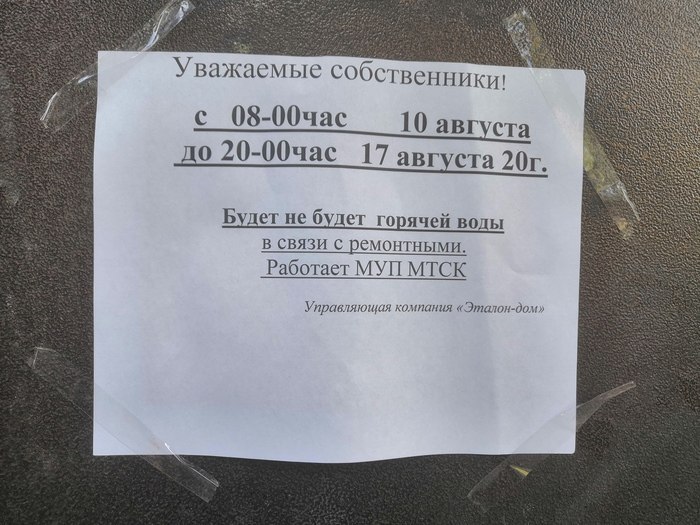 Уважаемые собственники!
с 08-00час 10 августа
до 20-00час 17 августа 20г.
Будет не будет горячей воды
в связи с ремонтными.
Работает МУП МТСК
Управляющая компания «Эталон-дом»